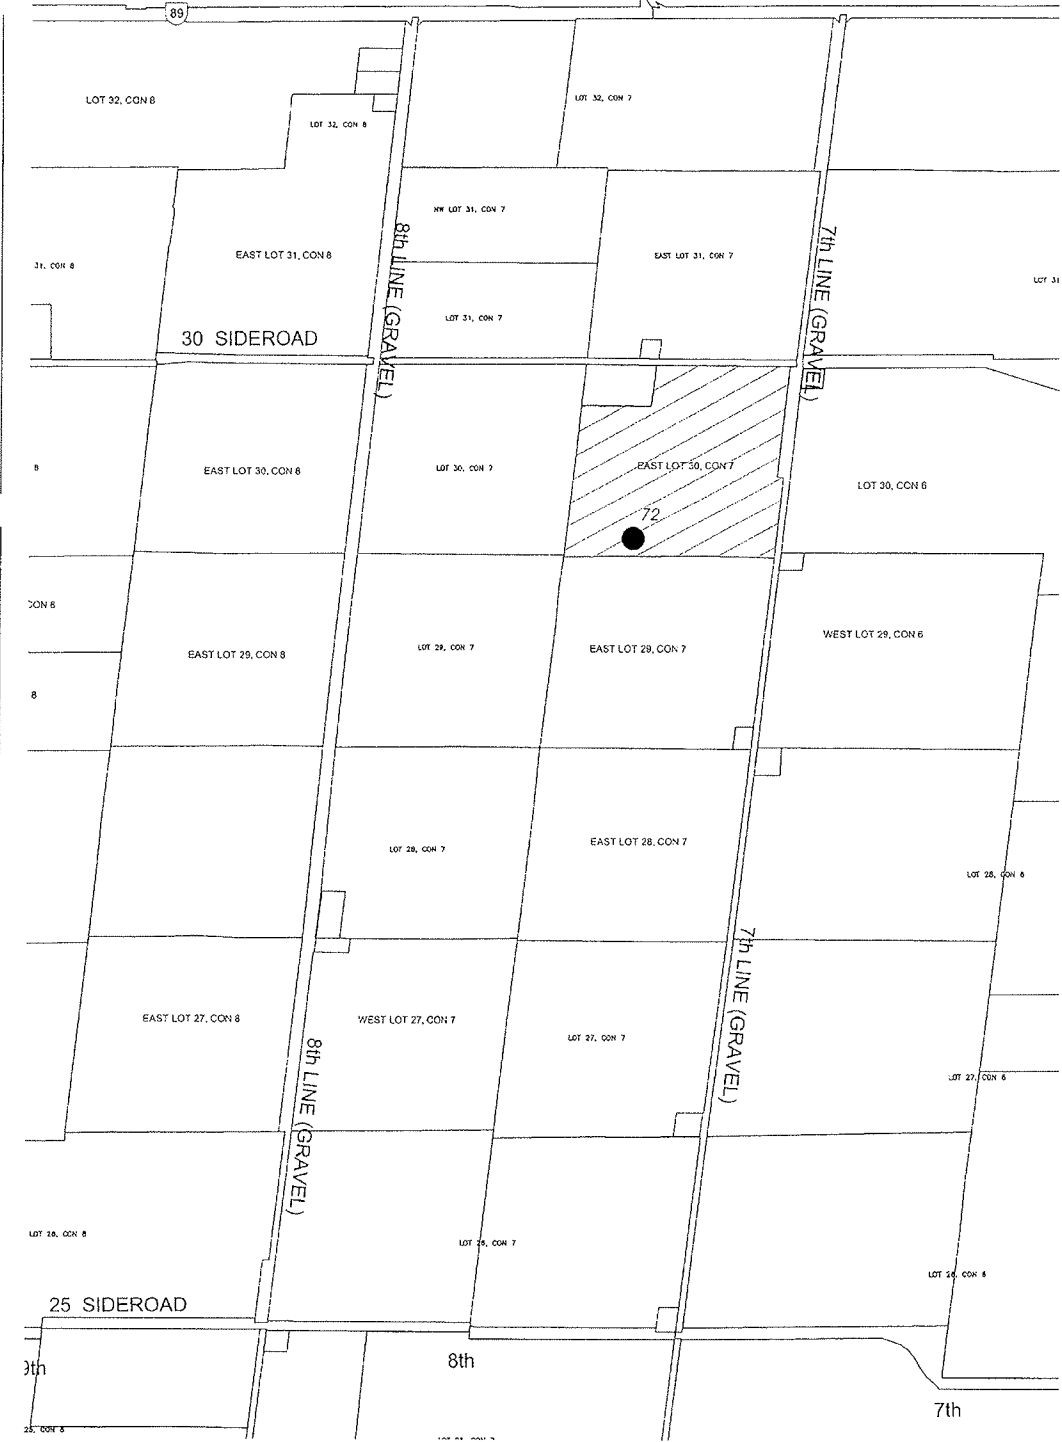 89
LOT 32, CON 8
LOT 32, CON 7
LOT 32, CON 8
NW LOT 31, CON 7
8th LINE (GRAVEL)
7th LINE (GRAVEL)
EAST LOT 31, CON 8
EAST LOT 31, CON 7
31, CON 8
LOT 31
LOT 31, CON 7
30 SIDEROAD
8
EAST LOT 30, CON 8
LOT 30, CON 7
EAST LOT 30, CON 7
LOT 30, CON 6
72
CON 8
WEST LOT 29, CON 6
EAST LOT 29, CON 8
LOT 29, CON 7
EAST LOT 29, CON 7
8
LOT 28, CON 7
EAST LOT 28, CON 7
LOT 28, CON 6
7th LINE (GRAVEL)
EAST LOT 27, CON 8
WEST LOT 27, CON 7
LOT 27, CON 7
8th LINE (GRAVEL)
LOT 27, CON 6
LOT 26, CON 8
LOT 26, CON 7
LOT 26, CON 6
25 SIDEROAD
9th
8th
7th
25, CON 8